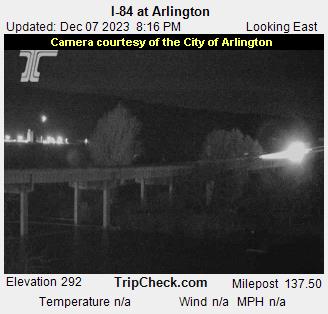 I-84 at Arlington
Updated: Dec 07 2023 8:16 PM Looking East
Camera courtesy of the City of Arlington
Elevation 292 TripCheck.com Milepost 137.50
Temperature n/a Wind n/a MPH n/a